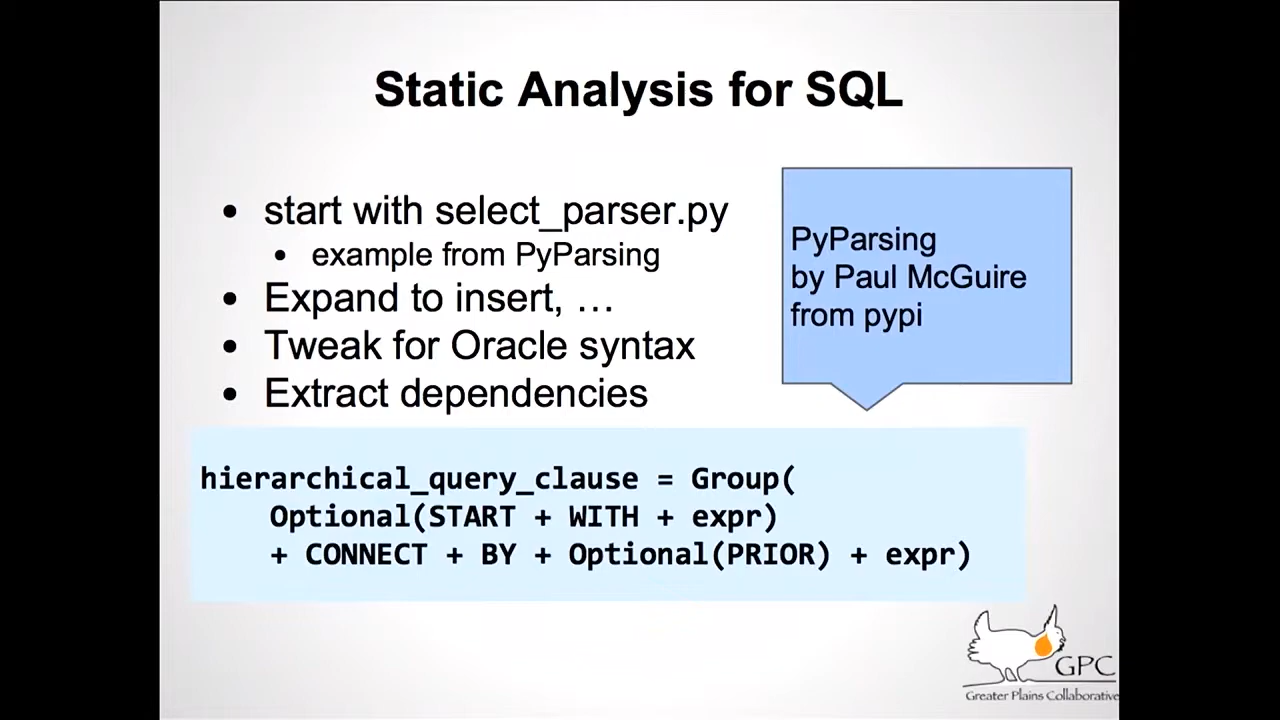 Static Analysis for SQL
• start with select_parser.py
• example from PyParsing
• Expand to insert, …
• Tweak for Oracle syntax
• Extract dependencies
PyParsing
by Paul McGuire
from pypi
hierarchical_query_clause = Group(
Optional(START + WITH + expr)
+ CONNECT + BY + Optional(PRIOR) + expr)
GPC
Greater Plains Collaborative